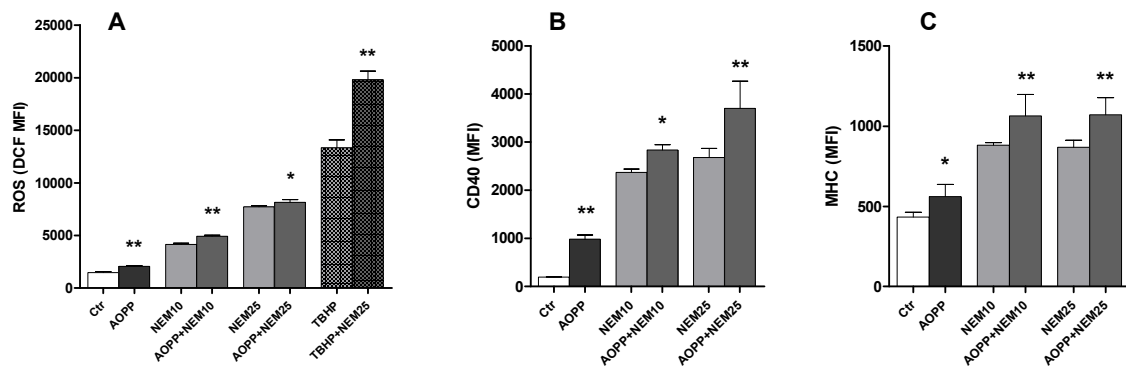 A
ROS (DCF MFI)
25000
20000
15000
10000
5000
0
**
**
*
**
Ctr
AOPP
NEM10
AOPP+NEM10
NEM25
AOPP+NEM25
TBHP
TBHP+NEM25
B
CD40 (MFI)
5000
4000
3000
2000
1000
0
**
*
**
Ctr
AOPP
NEM10
AOPP+NEM10
NEM25
AOPP+NEM25
C
MHC (MFI)
1500
1000
500
0
*
**
**
Ctr
AOPP
NEM10
AOPP+NEM10
NEM25
AOPP+NEM25